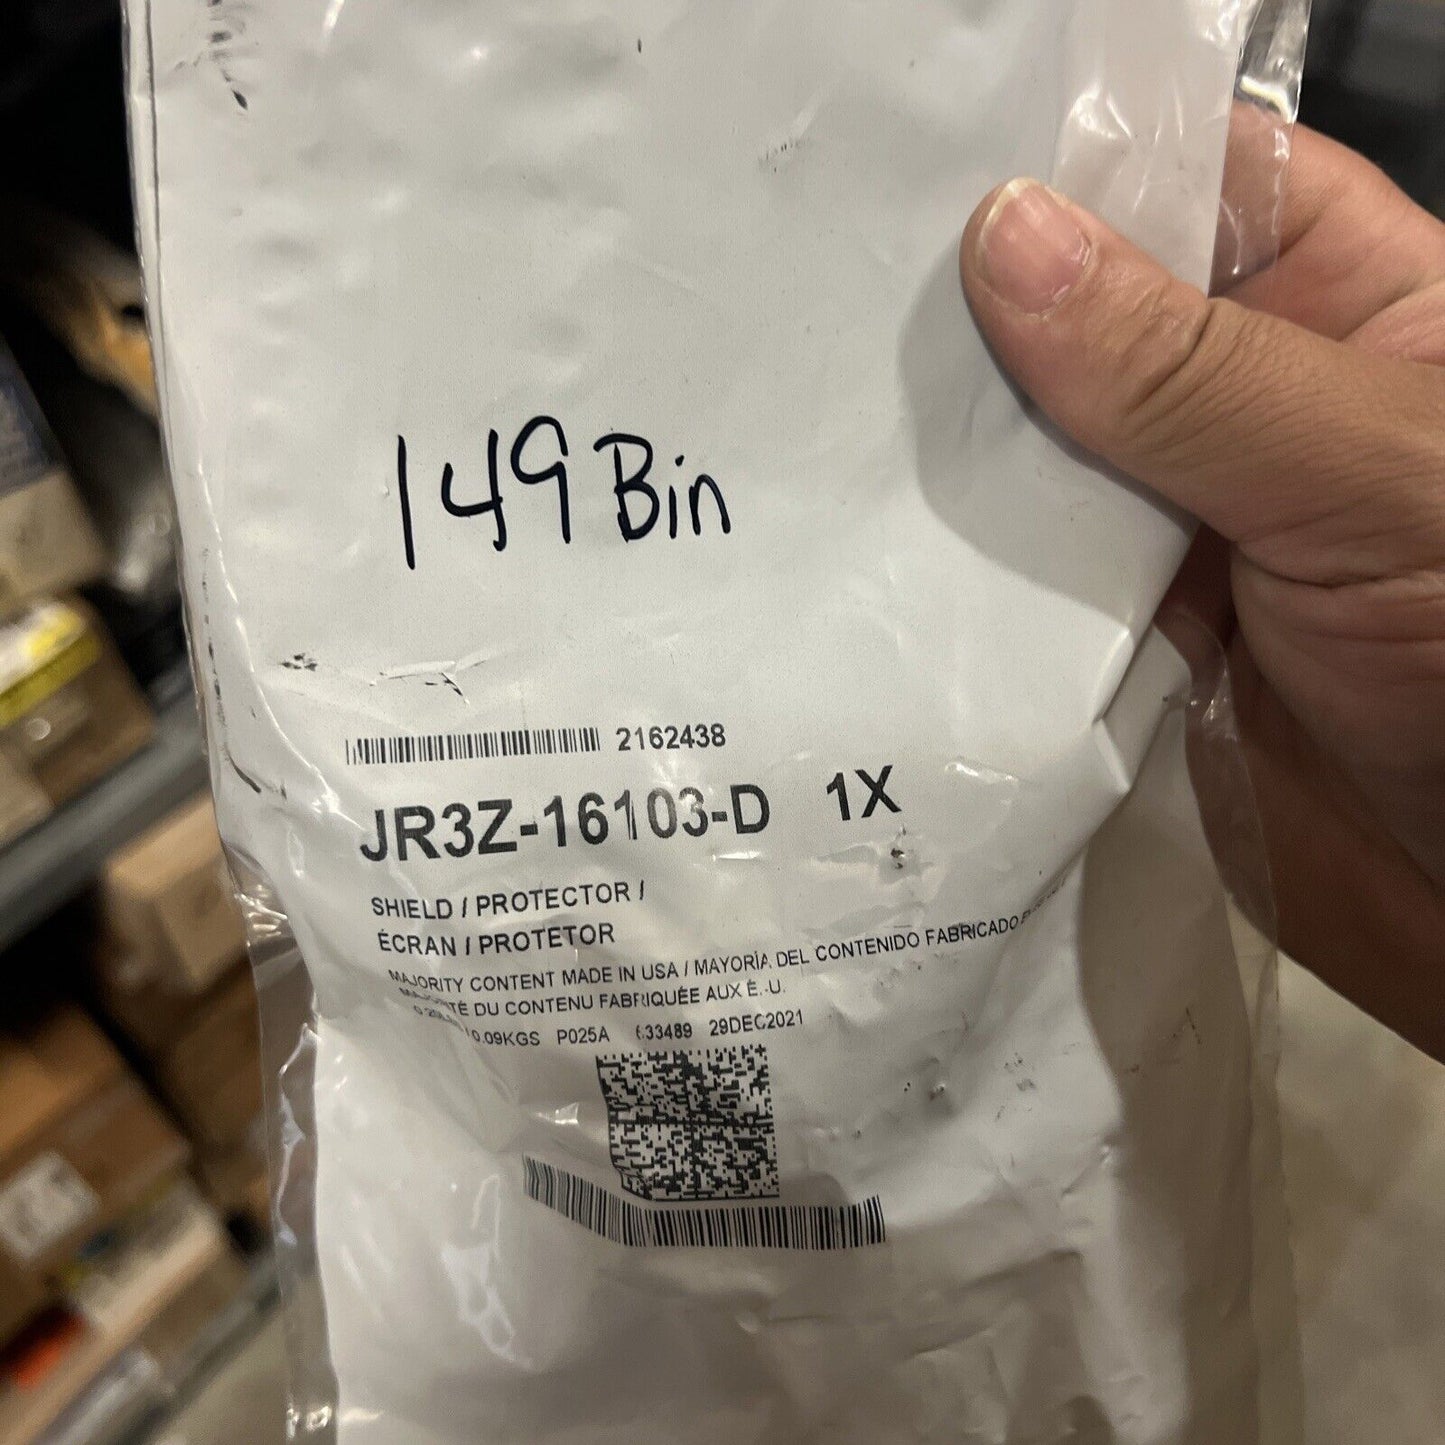 149 Bin
2162438
JR3Z-16103-D 1X
SHIELD / PROTECTOR /
ÉCRAN / PROTETOR
MAJORITY CONTENT MADE IN USA / MAYORÍA DEL CONTENIDO FABRICADO
DU CONTENU FABRIQUÉE AUX É.-U.
0.09KGS P025A 633489 29DEC2021